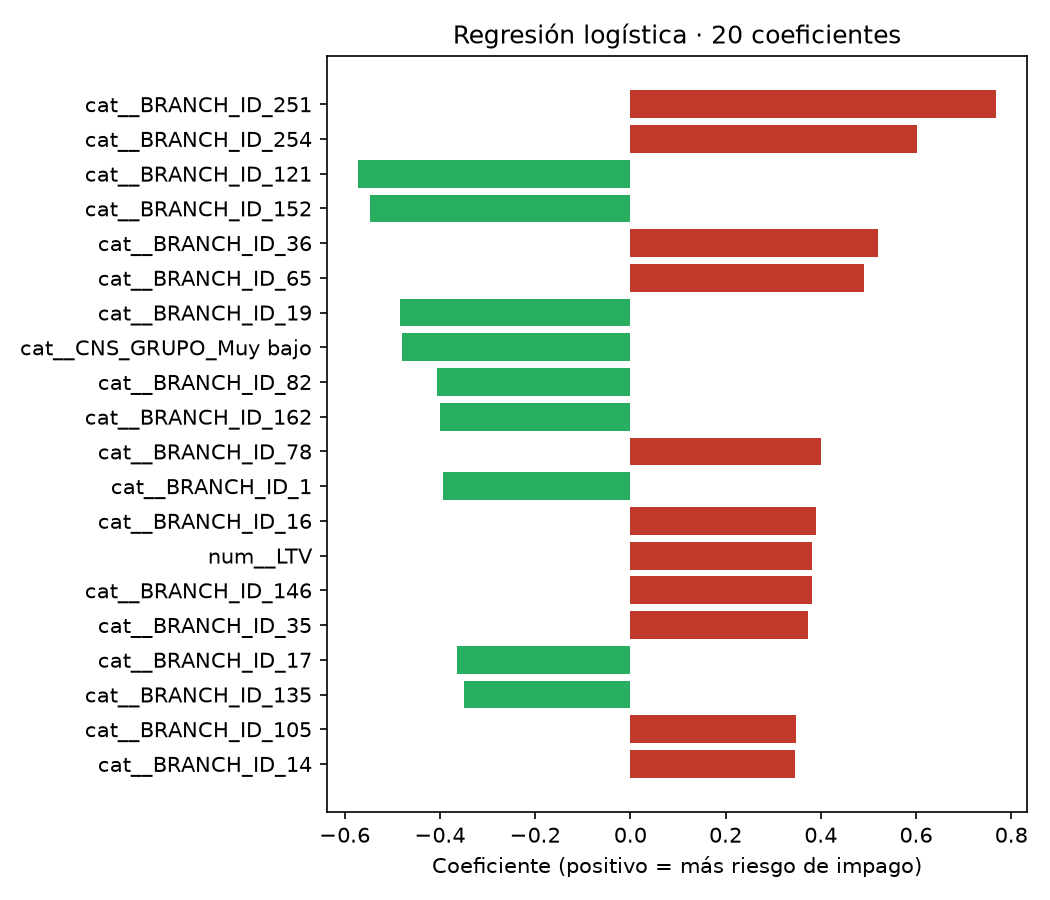 Regresión logística · 20 coeficientes
cat__BRANCH_ID_251
cat__BRANCH_ID_254
cat__BRANCH_ID_121
cat__BRANCH_ID_152
cat__BRANCH_ID_36
cat__BRANCH_ID_65
cat__BRANCH_ID_19
cat__CNS_GRUPO_Muy bajo
cat__BRANCH_ID_82
cat__BRANCH_ID_162
cat__BRANCH_ID_78
cat__BRANCH_ID_1
cat__BRANCH_ID_16
num__LTV
cat__BRANCH_ID_146
cat__BRANCH_ID_35
cat__BRANCH_ID_17
cat__BRANCH_ID_135
cat__BRANCH_ID_105
cat__BRANCH_ID_14
−0.6 −0.4 −0.2 0.0 0.2 0.4 0.6 0.8
Coeficiente (positivo = más riesgo de impago)